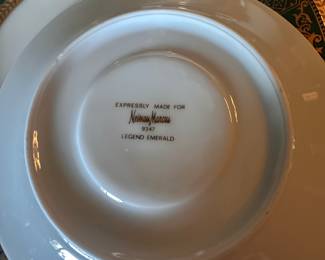 EXPRESSLY MADE FOR
Neiman Marcus
9347
LEGEND EMERALD